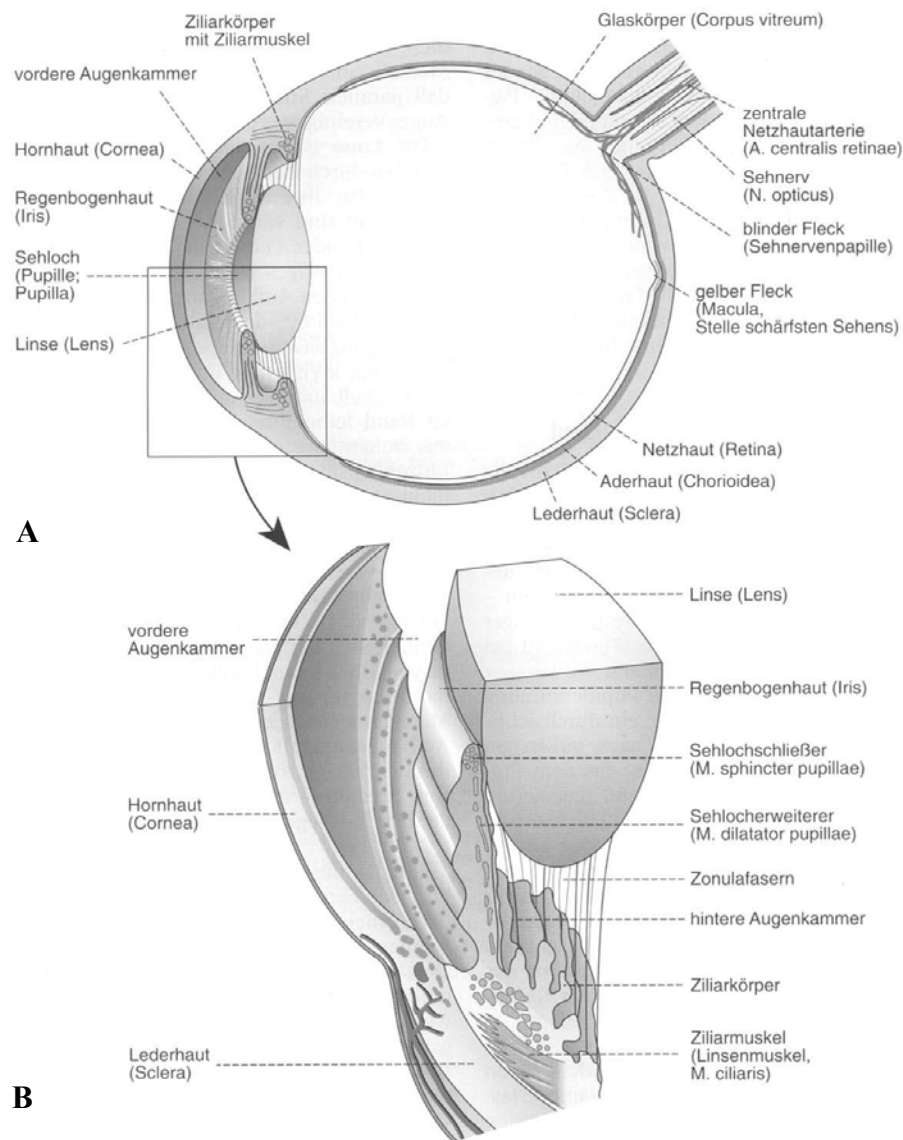 Ziliarkörper
mit Ziliarmuskel
vordere Augenkammer
Hornhaut (Cornea)
Regenbogenhaut
(Iris)
Sehloch
(Pupille;
Pupilla)
Linse (Lens)
Glaskörper (Corpus vitreum)
zentrale
Netzhautarterie
(A. centralis retinae)
Sehnerv
(N. opticus)
blinder Fleck
(Sehnervenpapille)
gelber Fleck
(Macula,
Stelle schärfsten Sehens)
Netzhaut (Retina)
Aderhaut (Chorioidea)
Lederhaut (Sclera)
A
vordere
Augenkammer
Hornhaut
(Cornea)
Lederhaut
(Sclera)
Linse (Lens)
Regenbogenhaut (Iris)
Sehlochschließer
(M. sphincter pupillae)
Sehlocherweiterer
(M. dilatator pupillae)
Zonulafasern
hintere Augenkammer
Ziliarkörper
Ziliarmuskel
(Linsenmuskel,
M. ciliaris)
B